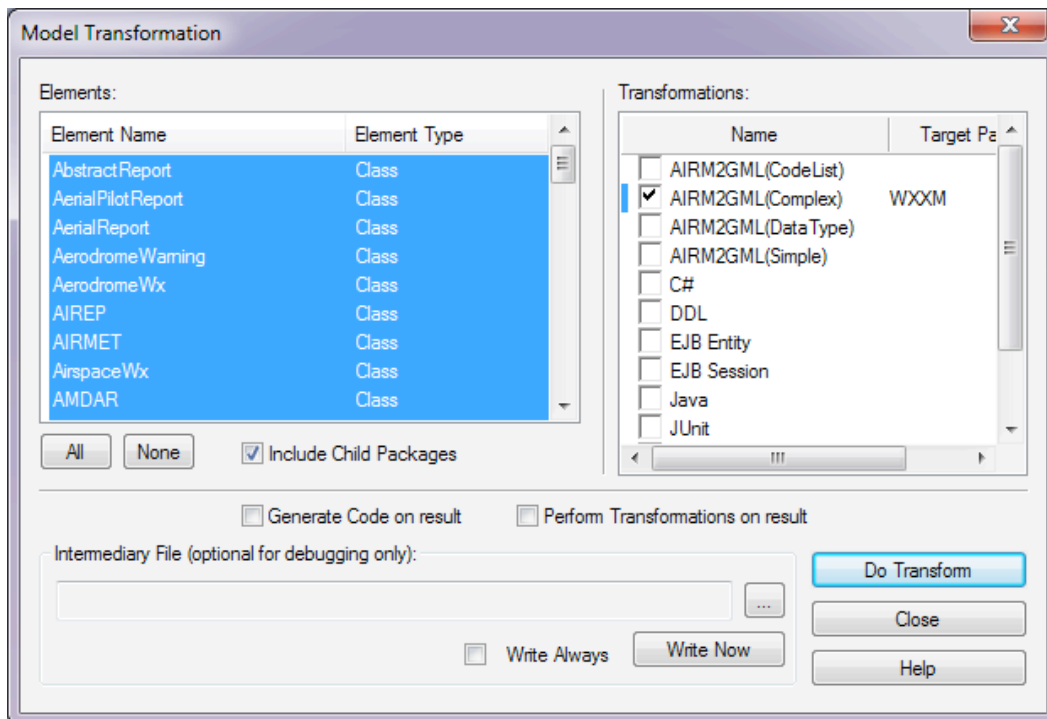 Model Transformation
Elements:
Element Name Element Type
AbstractReport Class
AerialPilotReport Class
AerialReport Class
AerodromeWarning Class
AerodromeWx Class
AIREP Class
AIRMET Class
AirspaceWx Class
AMDAR Class
All None Include Child Packages
Transformations:
Name Target Pa
AIRM2GML(CodeList)
AIRM2GML(Complex) WXXM
AIRM2GML(DataType)
AIRM2GML(Simple)
C#
DDL
EJB Entity
EJB Session
Java
JUnit
Generate Code on result Perform Transformations on result
Intermediary File (optional for debugging only):
...
Write Always Write Now
Do Transform
Close
Help